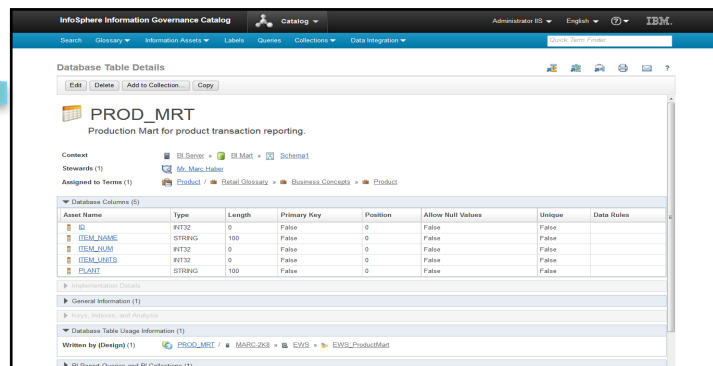 InfoSphere Information Governance Catalog Catalog Administrator IIS English IBM.
Search Glossary Information Assets Labels Queries Collections Data Integration Quick Term Finder
Database Table Details ?
Edit Delete Add to Collection... Copy
PROD_MRT
Production Mart for product transaction reporting.
Context BI Server » BI Mart » Schema1
Stewards (1) Mr. Marc Haber
Assigned to Terms (1) Product / Retail Glossary » Business Concepts » Product
Database Columns (5)
Asset Name Type Length Primary Key Position Allow Null Values Unique Data Rules
ID INT32 0 False 0 False False
ITEM_NAME STRING 100 False 0 False False
ITEM_NUM INT32 0 False 0 False False
ITEM_UNITS INT32 0 False 0 False False
PLANT STRING 100 False 0 False False
Implementation Details
General Information (1)
Keys, Indexes, and Analysis
Database Table Usage Information (1)
Written by (Design) (1) PROD_MRT / MARC-2K8 » EWS » EWS_ProductMart
BI Report Queries and BI Collections (1)